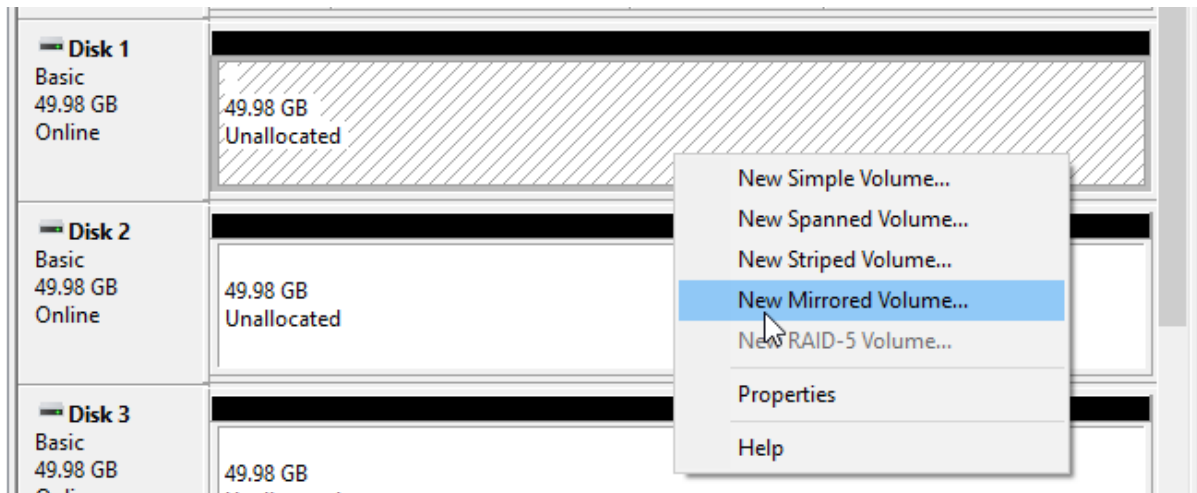 Disk 1
Basic
49.98 GB
Online
49.98 GB
Unallocated
New Simple Volume...
New Spanned Volume...
New Striped Volume...
New Mirrored Volume...
New RAID-5 Volume...
Properties
Help
Disk 2
Basic
49.98 GB
Online
49.98 GB
Unallocated
Disk 3
Basic
49.98 GB
49.98 GB